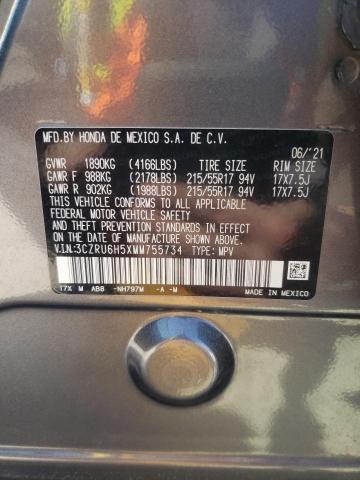 MFD.BY HONDA DE MEXICO S.A. DE C.V.
06/'21
GVWR 1890KG (4166LBS) TIRE SIZE RIM SIZE
GAWR F 988KG (2178LBS) 215/55R17 94V 17X7.5J
GAWR R 902KG (1988LBS) 215/55R17 94V 17X7.5J
THIS VEHICLE CONFORMS TO ALL APPLICABLE
FEDERAL MOTOR VEHICLE SAFETY AND THEFT PREVENTION
STANDARDS IN EFFECT ON THE DATE OF MANUFACTURE SHOWN ABOVE.
V.I.N:3CZRU6H5XMM755734 TYPE: MPV
T7X M ABB -NH797M -A -M
MADE IN MEXICO